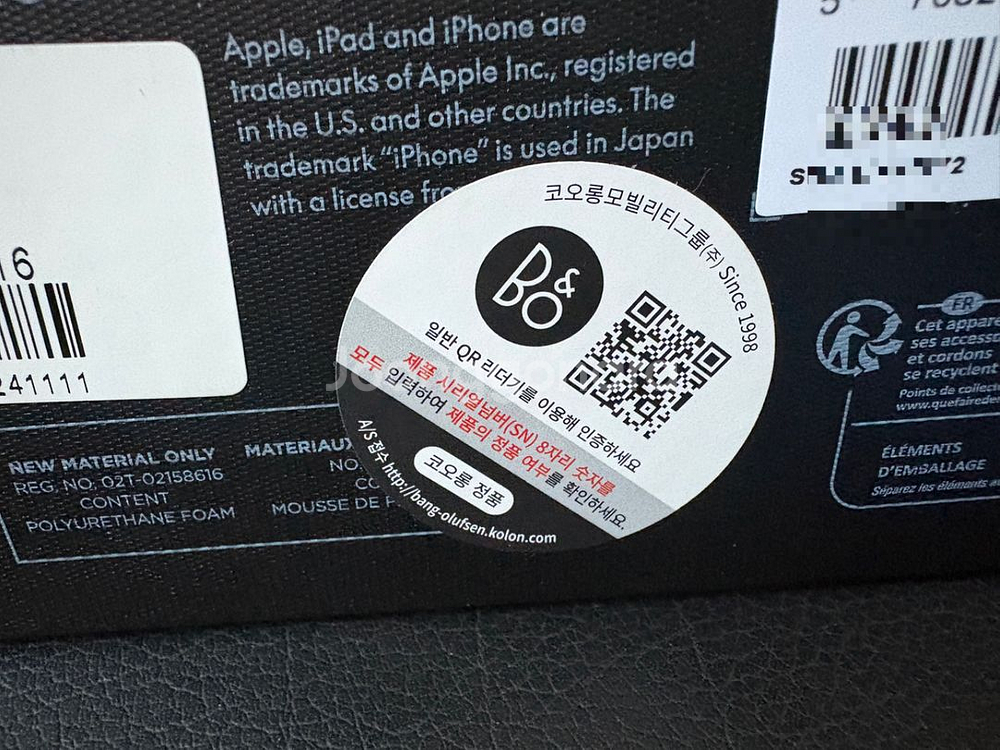 Apple, iPad and iPhone are
trademarks of Apple Inc., registered
in the U.S. and other countries. The
trademark “iPhone” is used in Japan
with a license
16
241111
NEW MATERIAL ONLY
REG. NO. 02T-02158616
CONTENT
POLYURETHANE FOAM
MATERIAUX
NO.
MOUSSE DE
코오롱모빌리티그룹(주) Since 1998
B&O
일반 QR 리더기를 이용해 인증하세요
제품 시리얼넘버(SN) 8자리 숫자를
모두 입력하여 제품의 정품 여부를 확인하세요.
코오롱 정품
A/S 접수 http://bang-olufsen.kolon.com
FR
Cet appare
ses access
et cordons
se recyclent
Points de collec
www.quefairede
ÉLÉMENTS
D'EMBALLAGE
Séparez les éléments